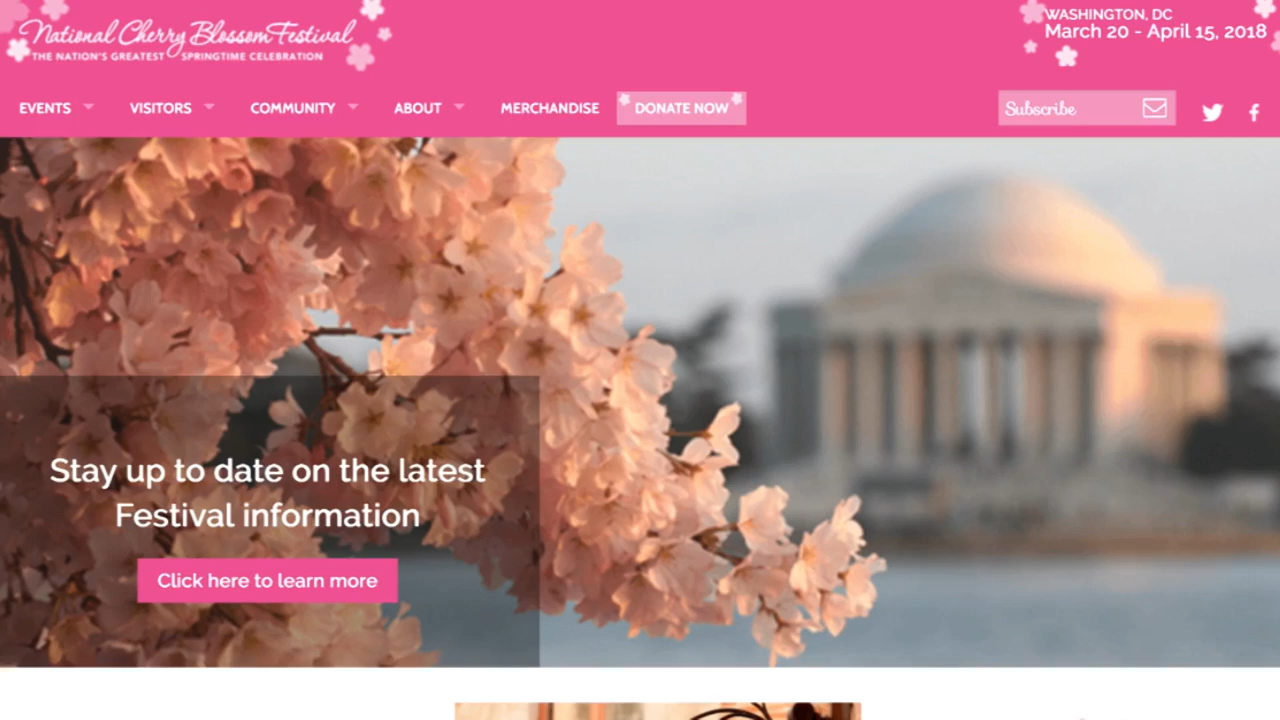 National Cherry Blossom Festival
THE NATION'S GREATEST SPRINGTIME CELEBRATION
WASHINGTON, DC
March 20 - April 15, 2018
EVENTS
VISITORS
COMMUNITY
ABOUT
MERCHANDISE
DONATE NOW
Subscribe
Stay up to date on the latest
Festival information
Click here to learn more